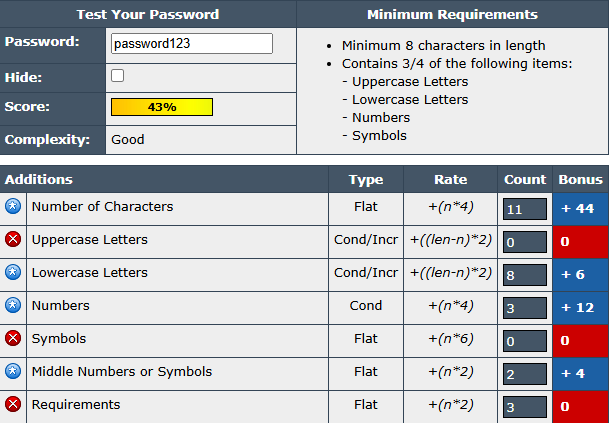 Test Your Password
Minimum Requirements
Password:
password123
Hide:
Score:
43%
Complexity:
Good
• Minimum 8 characters in length
• Contains 3/4 of the following items:
- Uppercase Letters
- Lowercase Letters
- Numbers
- Symbols
Additions Type Rate Count Bonus
Number of Characters Flat +(n*4) 11 + 44
Uppercase Letters Cond/Incr +((len-n)*2) 0 0
Lowercase Letters Cond/Incr +((len-n)*2) 8 + 6
Numbers Cond +(n*4) 3 + 12
Symbols Flat +(n*6) 0 0
Middle Numbers or Symbols Flat +(n*2) 2 + 4
Requirements Flat +(n*2) 3 0